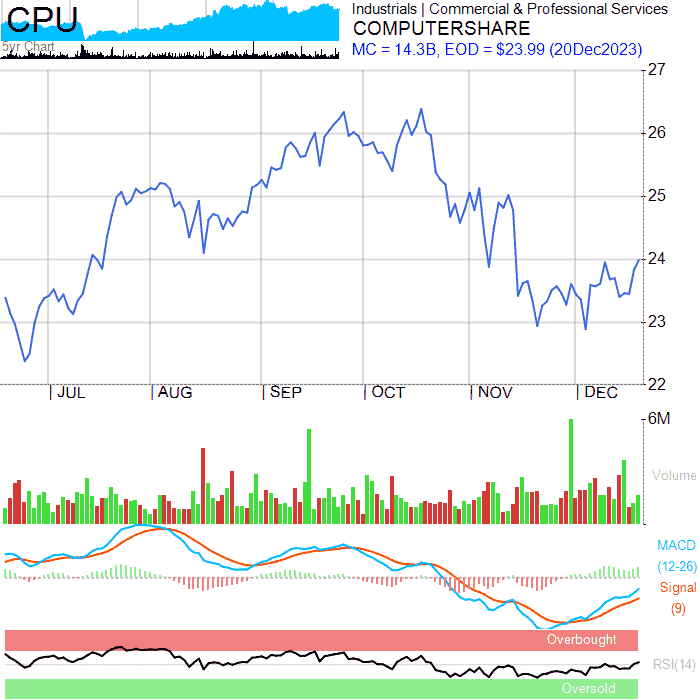 CPU
5yr Chart
Industrials | Commercial & Professional Services
COMPUTERSHARE
MC = 14.3B, EOD = $23.99 (20Dec2023)
27
26
25
24
23
22
JUL AUG SEP OCT NOV DEC
6M
Volume
MACD
(12-26)
Signal
(9)
Overbought
RSI(14)
Oversold